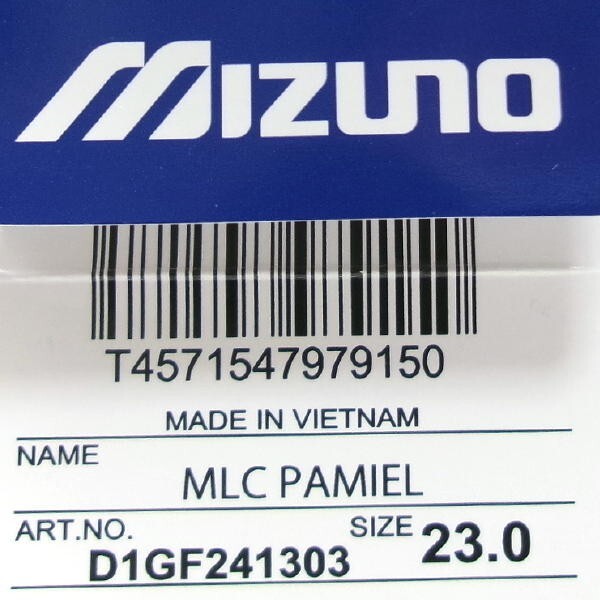 MIZUNO
T4571547979150
MADE IN VIETNAM
NAME
MLC PAMIEL
ART.NO. SIZE 23.0
D1GF241303